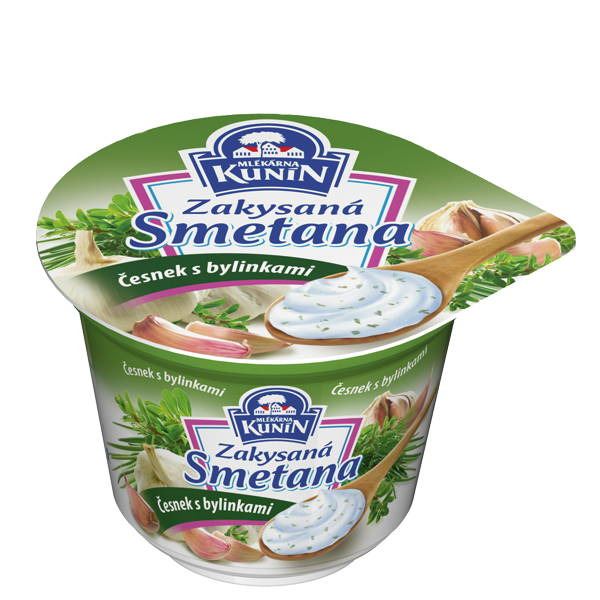 MLÉKÁRNA
KUNÍN
Zakysaná
Smetana
Česnek s bylinkami
Česnek s bylinkami
Česnek s bylinkami
MLÉKÁRNA
KUNÍN
Zakysaná
Smetana
Česnek s bylinkami